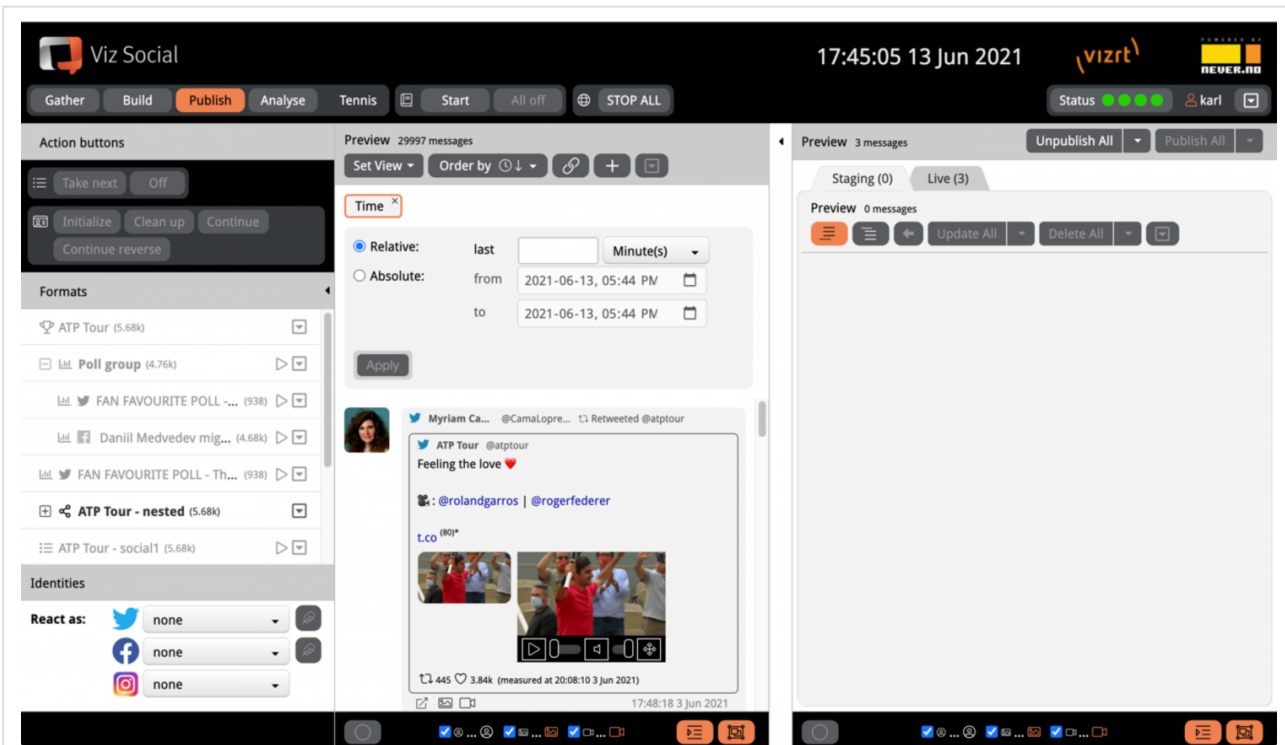 Viz Social
17:45:05 13 Jun 2021
vizrt
POWERED BY
NEVER.NO
Gather Build Publish Analyse Tennis Start All off STOP ALL Status karl
Action buttons
Take next Off
Initialize Clean up Continue
Continue reverse
Formats
ATP Tour (5.68k)
Poll group (4.76k)
FAN FAVOURITE POLL -... (938)
Daniil Medvedev mig... (4.68k)
FAN FAVOURITE POLL - Th... (938)
ATP Tour - nested (5.68k)
ATP Tour - social1 (5.68k)
Identities
React as: none
none
none
Preview 29997 messages
Set View Order by
Time ×
Relative: last Minute(s)
Absolute: from 2021-06-13, 05:44 PM
to 2021-06-13, 05:44 PM
Apply
Myriam Ca... @CamaLopre... Retweeted @atptour
ATP Tour @atptour
Feeling the love ❤️
🎥: @rolandgarros | @rogerfederer
t.co (80)*
445 3.84k (measured at 20:08:10 3 Jun 2021)
17:48:18 3 Jun 2021
... ... ...
Preview 3 messages Unpublish All Publish All
Staging (0) Live (3)
Preview 0 messages
Update All Delete All
... ... ...